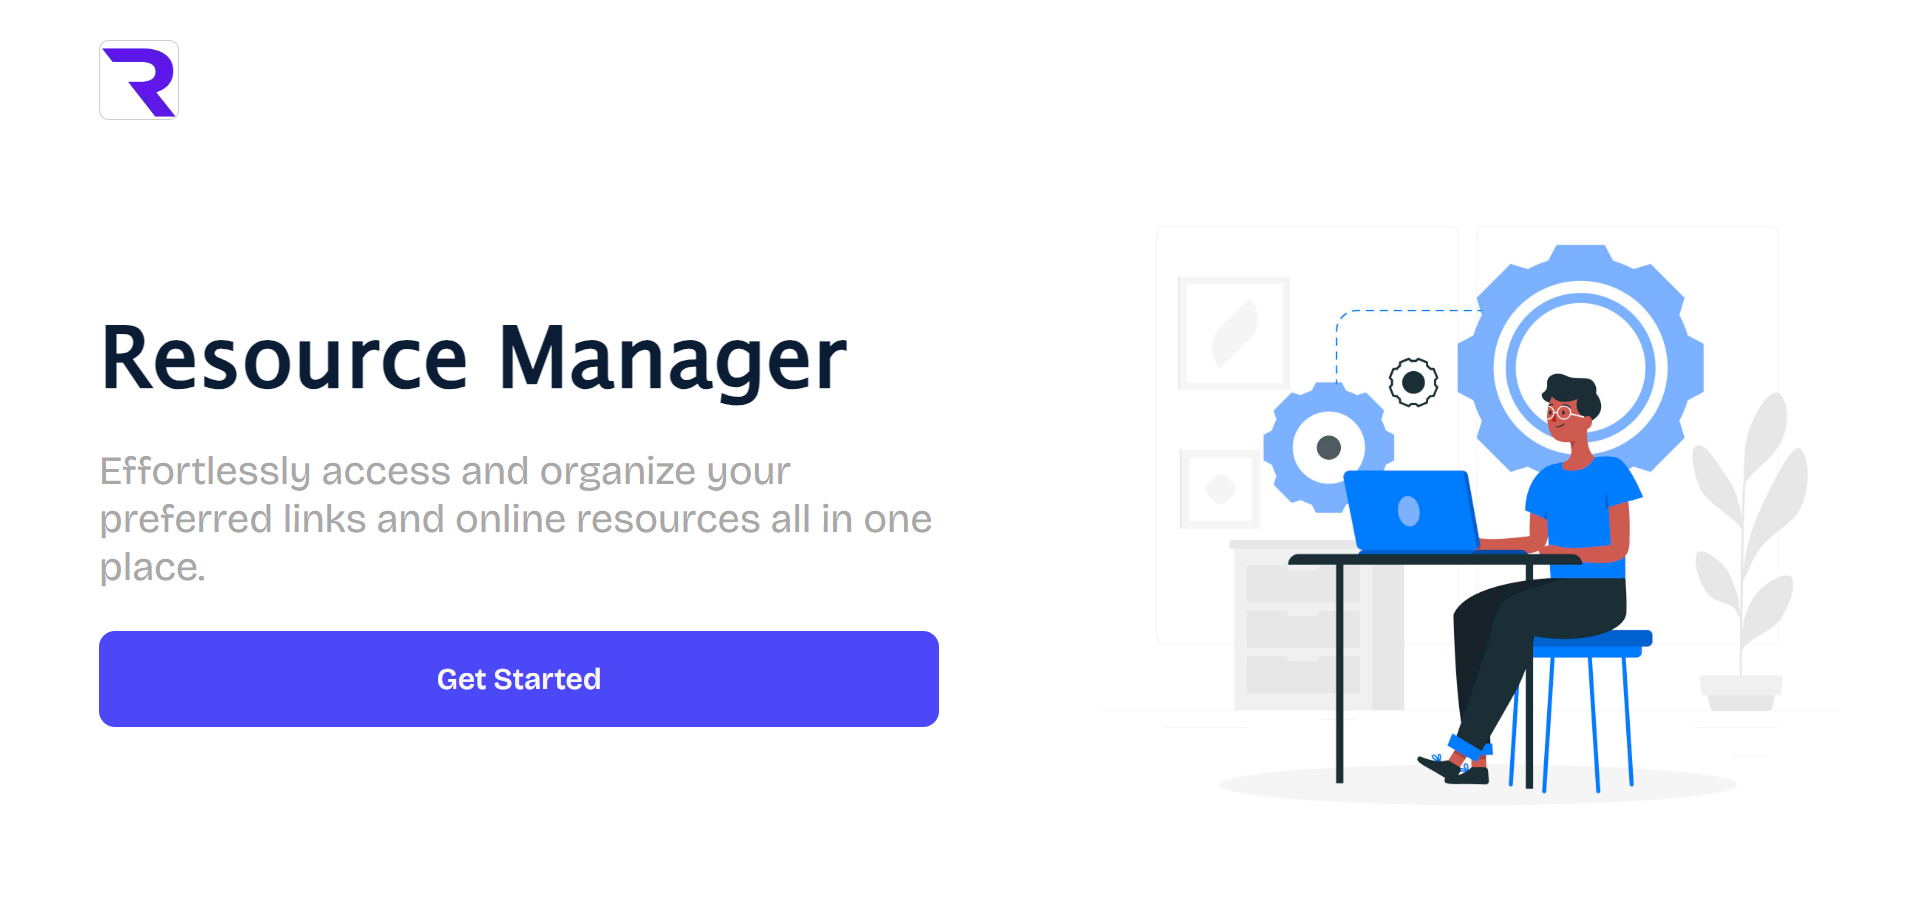 R
Resource Manager
Effortlessly access and organize your
preferred links and online resources all in one
place.
Get Started